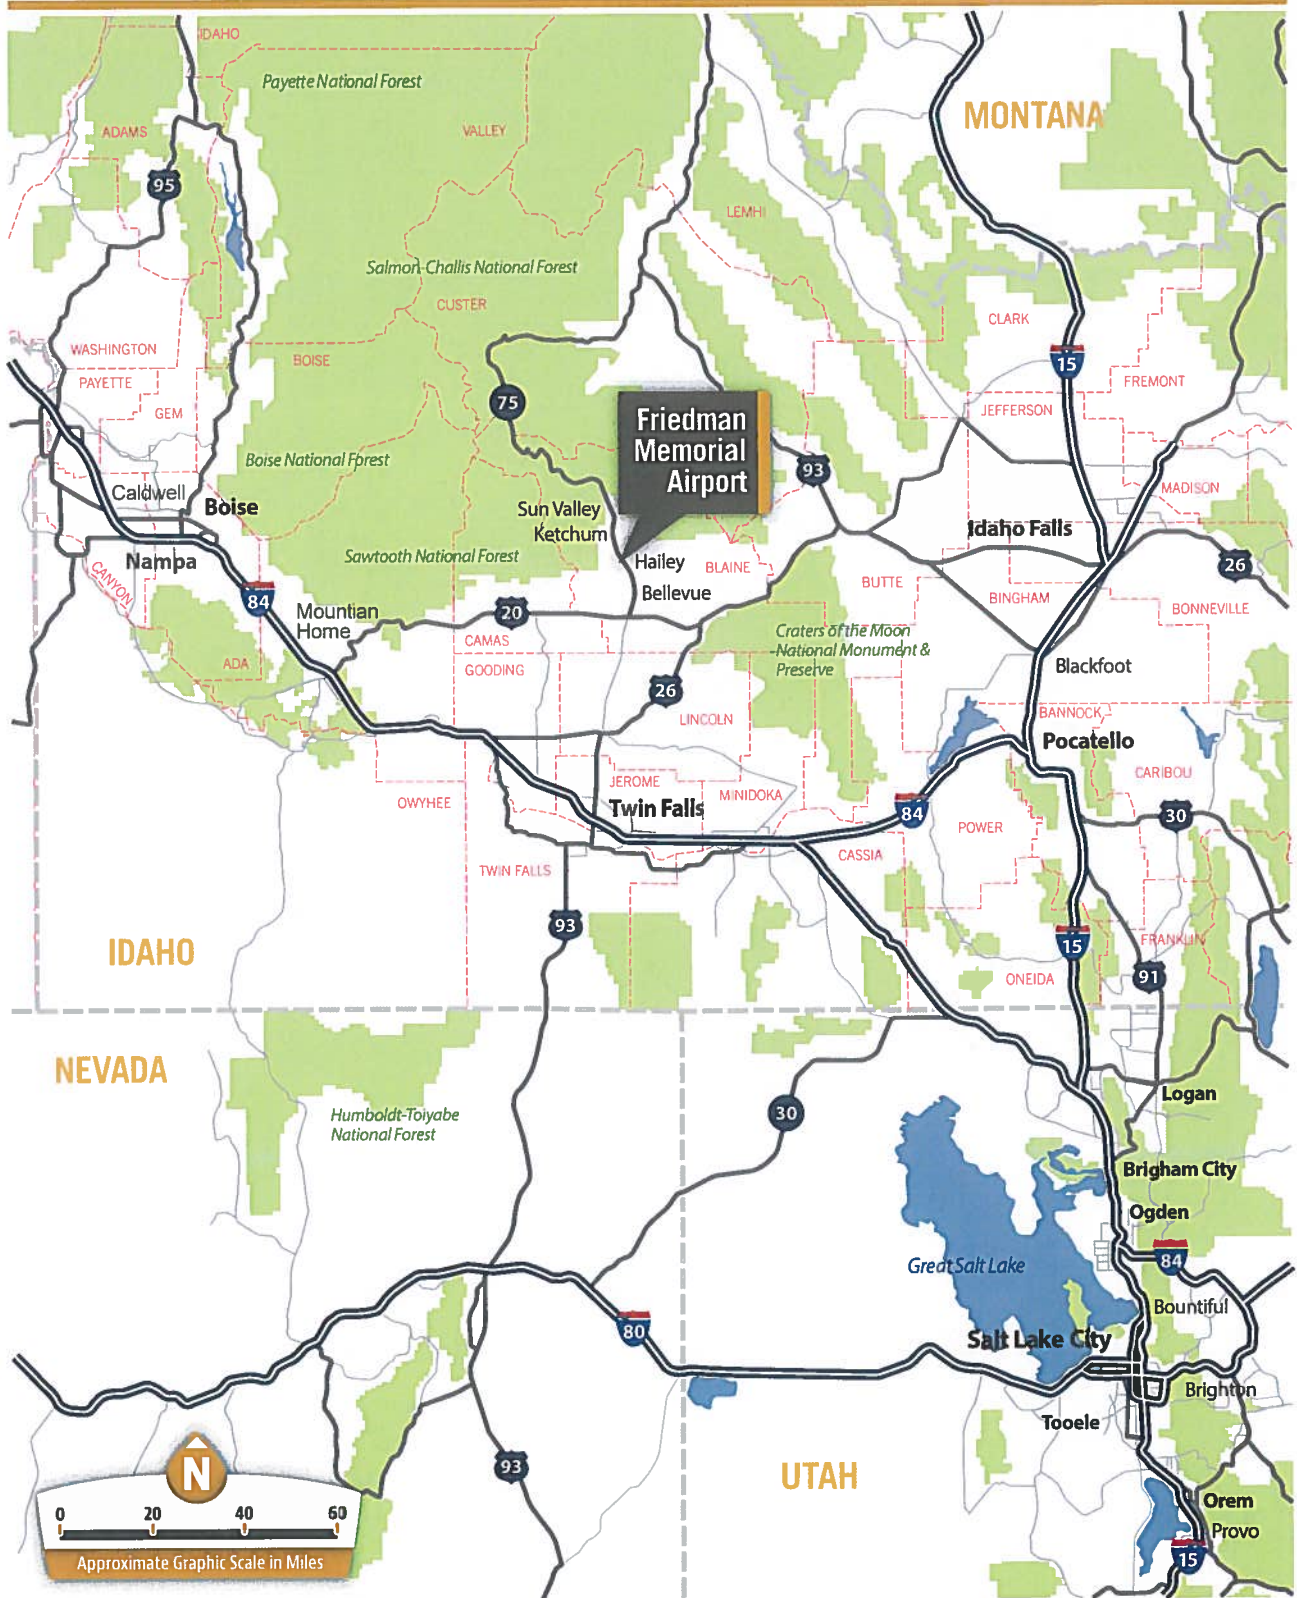 IDAHO
Payette National Forest
MONTANA
ADAMS
VALLEY
95
LEMHI
Salmon-Challis National Forest
CUSTER
CLARK
WASHINGTON
BOISE
15
PAYETTE
FREMONT
GEM
75
JEFFERSON
Friedman
Memorial
Airport
Boise National Forest
93
Caldwell
MADISON
Boise
Sun Valley
Ketchum
Idaho Falls
Nampa
Sawtooth National Forest
Hailey
BLAINE
26
CANYON
BUTTE
84
Bellevue
BINGHAM
Mountian
Home
20
BONNEVILLE
CAMAS
Craters of the Moon
-National Monument &
Preserve
ADA
GOODING
Blackfoot
26
LINCOLN
BANNOCK
Pocatello
JEROME
CARIBOU
OWYHEE
MINIDOKA
Twin Falls
84
30
POWER
CASSIA
TWIN FALLS
93
IDAHO
15
FRANKLIN
ONEIDA
91
NEVADA
Logan
Humboldt-Toiyabe
National Forest
30
Brigham City
Ogden
Great Salt Lake
84
Bountiful
80
Salt Lake City
Brighton
Tooele
93
UTAH
N
Orem
0 20 40 60
Provo
Approximate Graphic Scale in Miles
15